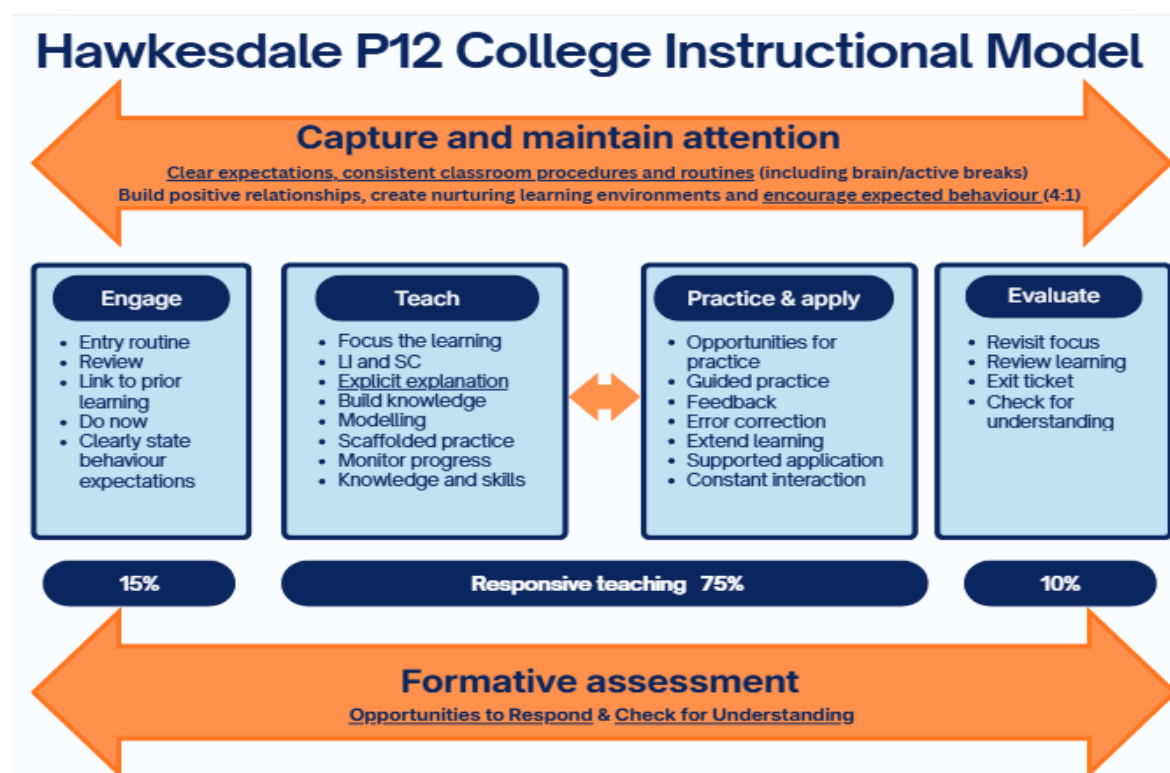 Hawkesdale P12 College Instructional Model
Capture and maintain attention
Clear expectations, consistent classroom procedures and routines (including brain/active breaks)
Build positive relationships, create nurturing learning environments and encourage expected behaviour (4:1)
Engage
• Entry routine
• Review
• Link to prior
learning
• Do now
• Clearly state
behaviour
expectations
Teach
• Focus the learning
• LI and SC
• Explicit explanation
• Build knowledge
• Modelling
• Scaffolded practice
• Monitor progress
• Knowledge and skills
Practice & apply
• Opportunities for
practice
• Guided practice
• Feedback
• Error correction
• Extend learning
• Supported application
• Constant interaction
Evaluate
• Revisit focus
• Review learning
• Exit ticket
• Check for
understanding
15%
Responsive teaching 75%
10%
Formative assessment
Opportunities to Respond & Check for Understanding